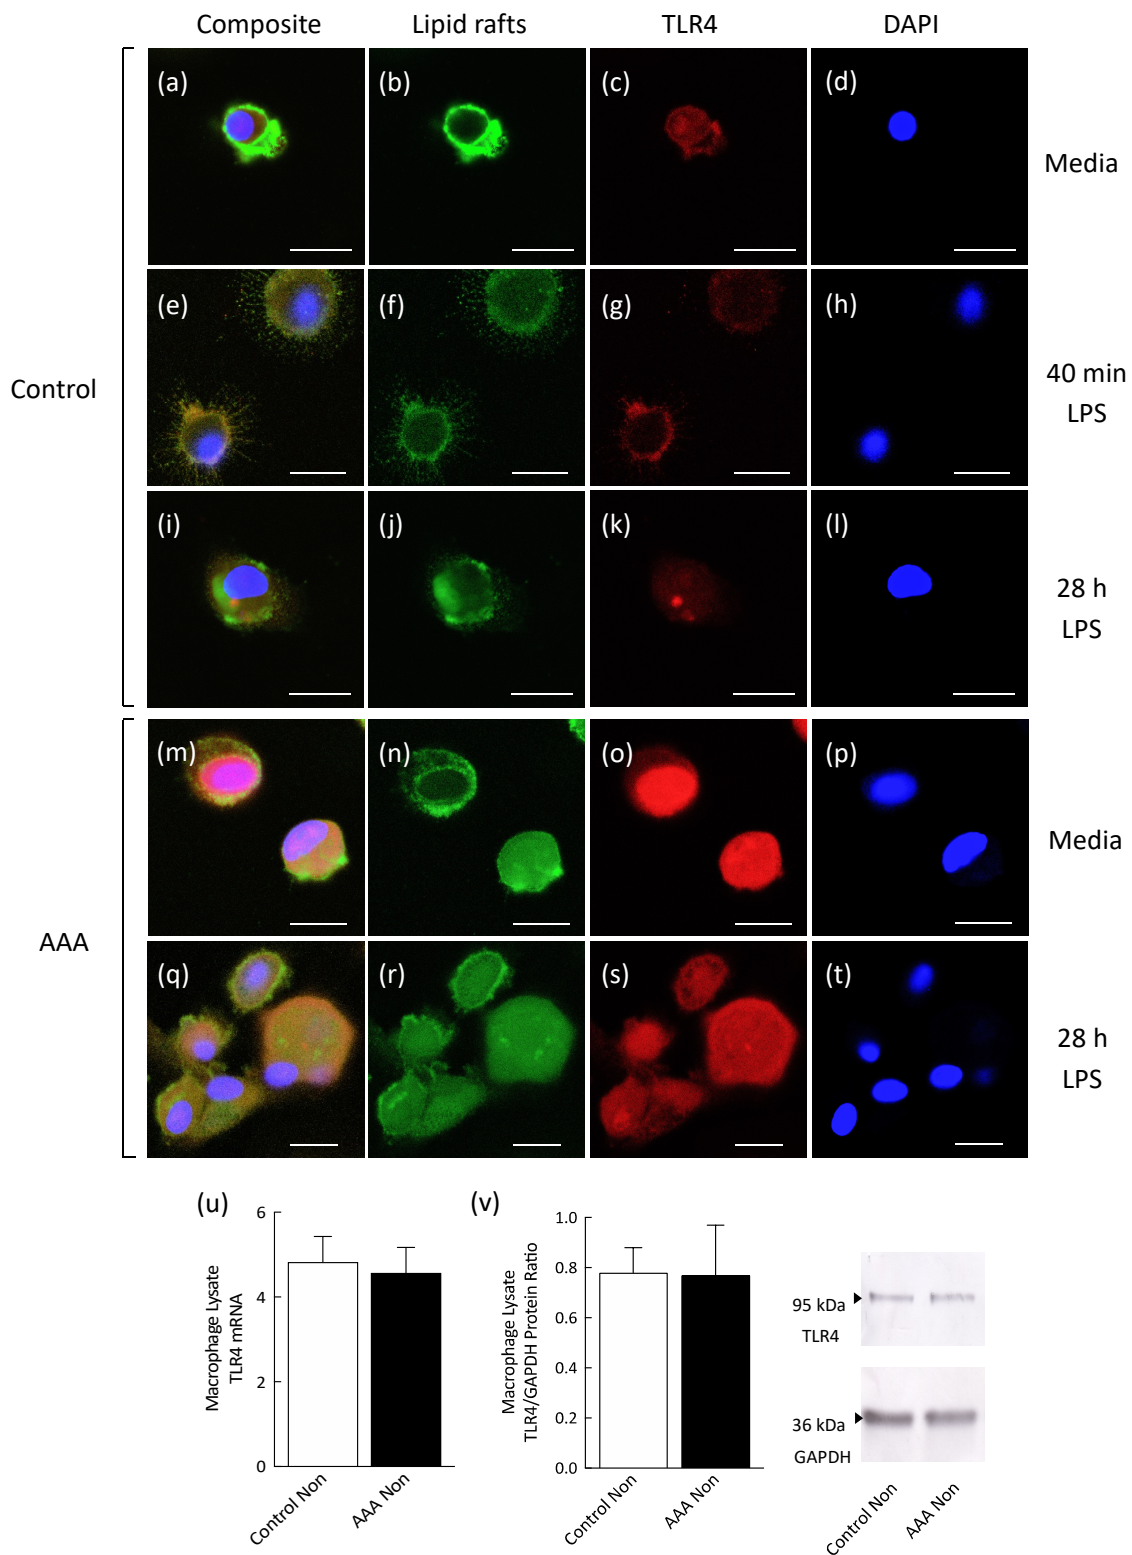 Composite Lipid rafts TLR4 DAPI
(a) (b) (c) (d)
Media
(e) (f) (g) (h)
Control
40 min
LPS
(i) (j) (k) (l)
28 h
LPS
(m) (n) (o) (p)
Media
AAA
(q) (r) (s) (t)
28 h
LPS
(u)
Macrophage Lysate
TLR4 mRNA
6
4
2
0
Control Non
AAA Non
(v)
Macrophage Lysate
TLR4/GAPDH Protein Ratio
1.0
0.8
0.6
0.4
0.2
0.0
Control Non
AAA Non
95 kDa
TLR4
36 kDa
GAPDH
Control Non
AAA Non